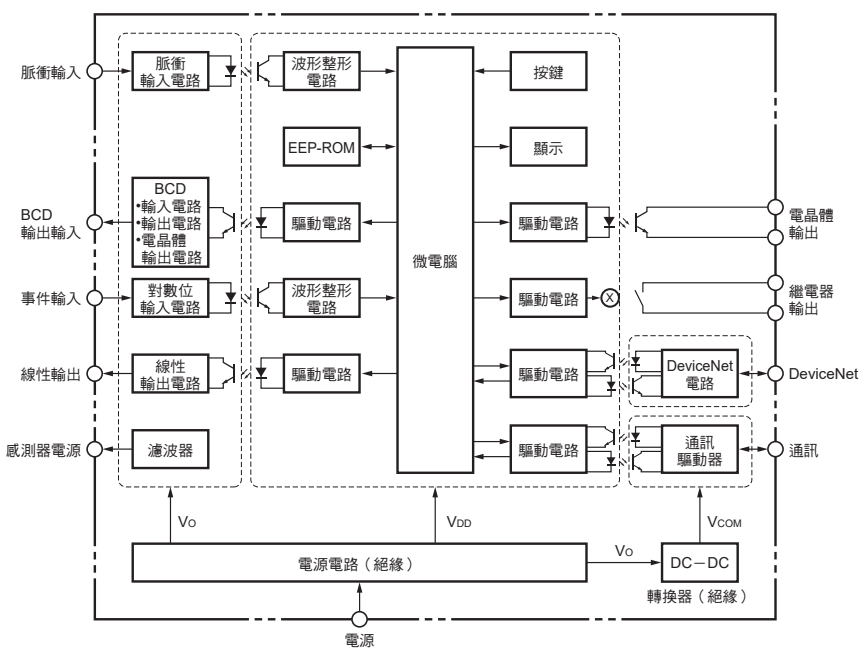 脈衝輸入
脈衝
輸入電路
波形整形
電路
按鍵
EEP-ROM
顯示
BCD
輸出輸入
BCD
•輸入電路
•輸出電路
•電晶體
輸出電路
驅動電路
微電腦
驅動電路
電晶體
輸出
事件輸入
對數位
輸入電路
波形整形
電路
驅動電路
X
繼電器
輸出
線性輸出
線性
輸出電路
驅動電路
驅動電路
DeviceNet
電路
DeviceNet
感測器電源
濾波器
驅動電路
通訊
驅動器
通訊
VO
VDD
VCOM
電源電路（絕緣）
VO
DC－DC
轉換器（絕緣）
電源